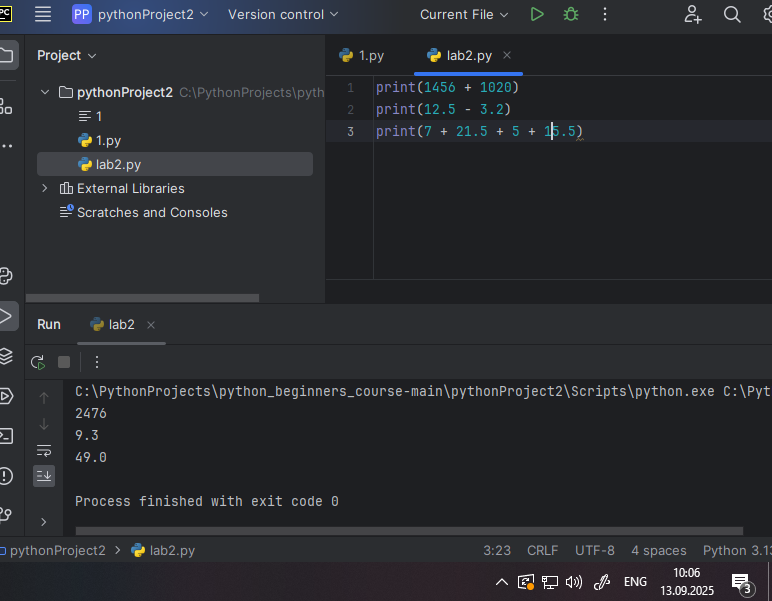 PC
PP pythonProject2 Version control Current File
Project
1.py lab2.py
pythonProject2 C:\PythonProjects\pyth
1
1.py
lab2.py
External Libraries
Scratches and Consoles
1 print(1456 + 1020)
2 print(12.5 - 3.2)
3 print(7 + 21.5 + 5 + 15.5)
Run lab2
C:\PythonProjects\python_beginners_course-main\pythonProject2\Scripts\python.exe C:\Pyt
2476
9.3
49.0
Process finished with exit code 0
pythonProject2 > lab2.py 3:23 CRLF UTF-8 4 spaces Python 3.13
ENG 10:06
13.09.2025 3